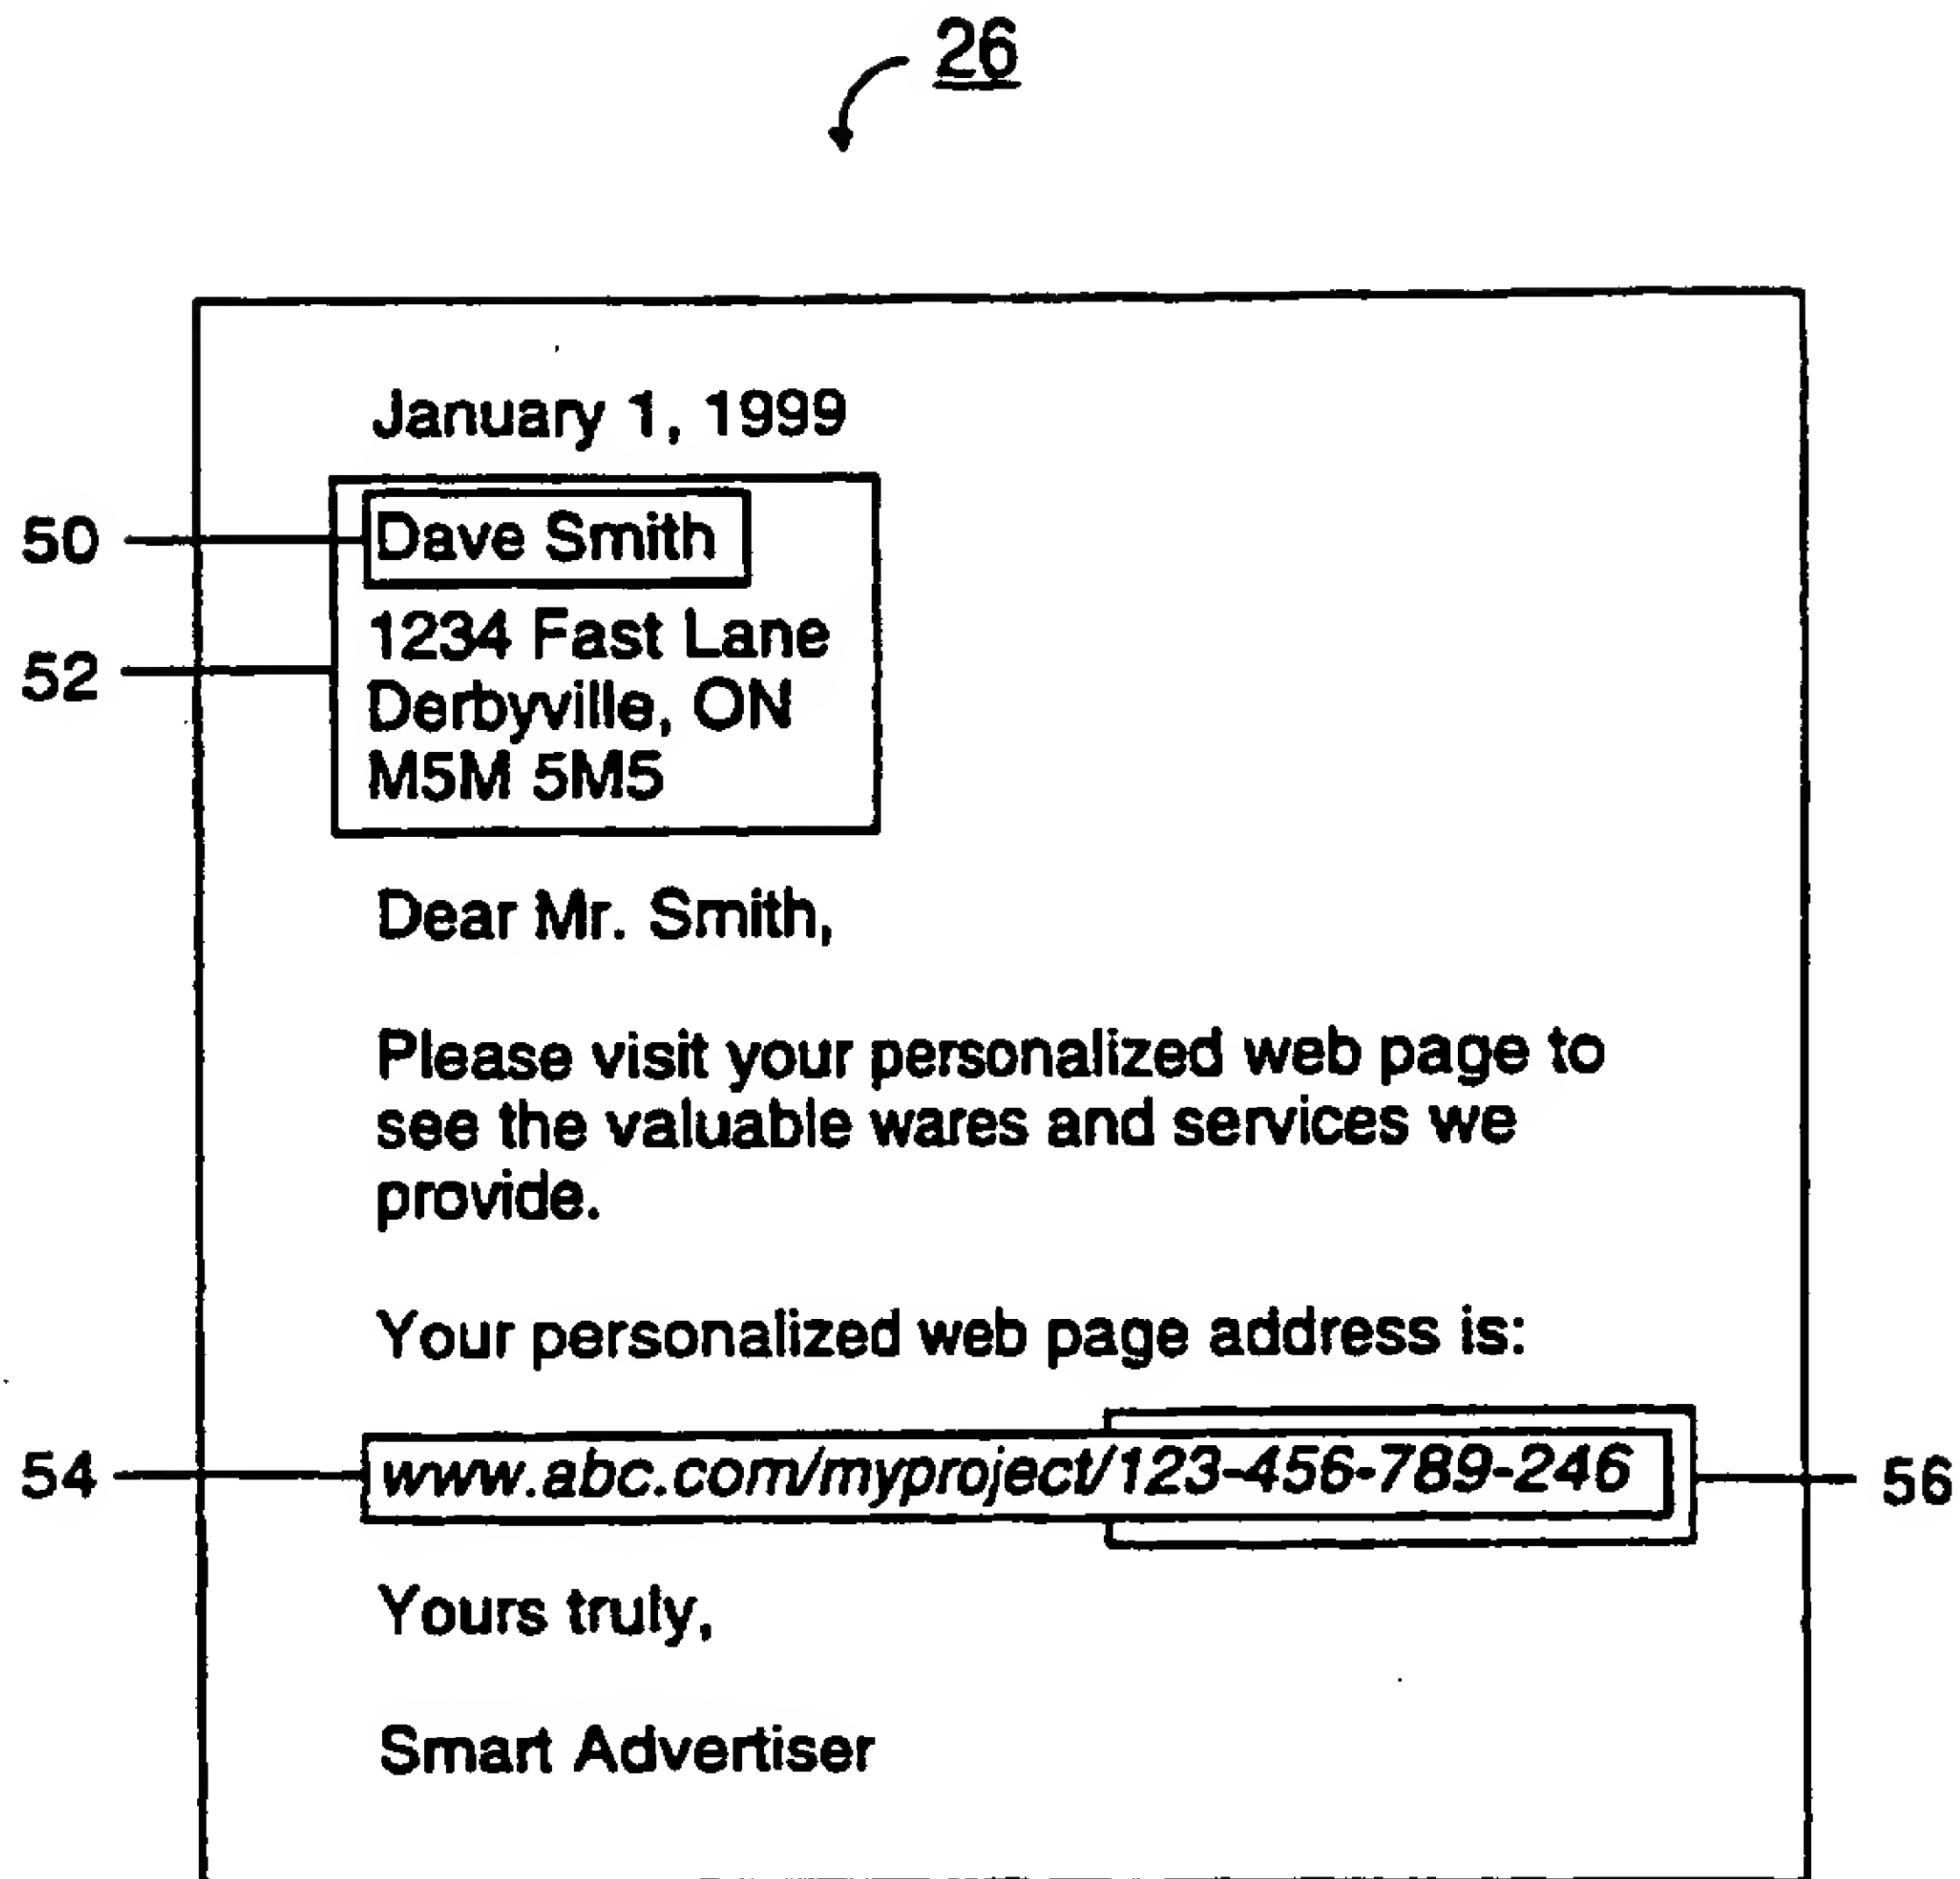 26
January 1, 1999
50
Dave Smith
1234 Fast Lane
52
Derbyville, ON
M5M 5M5
Dear Mr. Smith,
Please visit your personalized web page to
see the valuable wares and services we
provide.
Your personalized web page address is:
54
www.abc.com/myproject/123-456-789-246
56
Yours truly,
Smart Advertiser